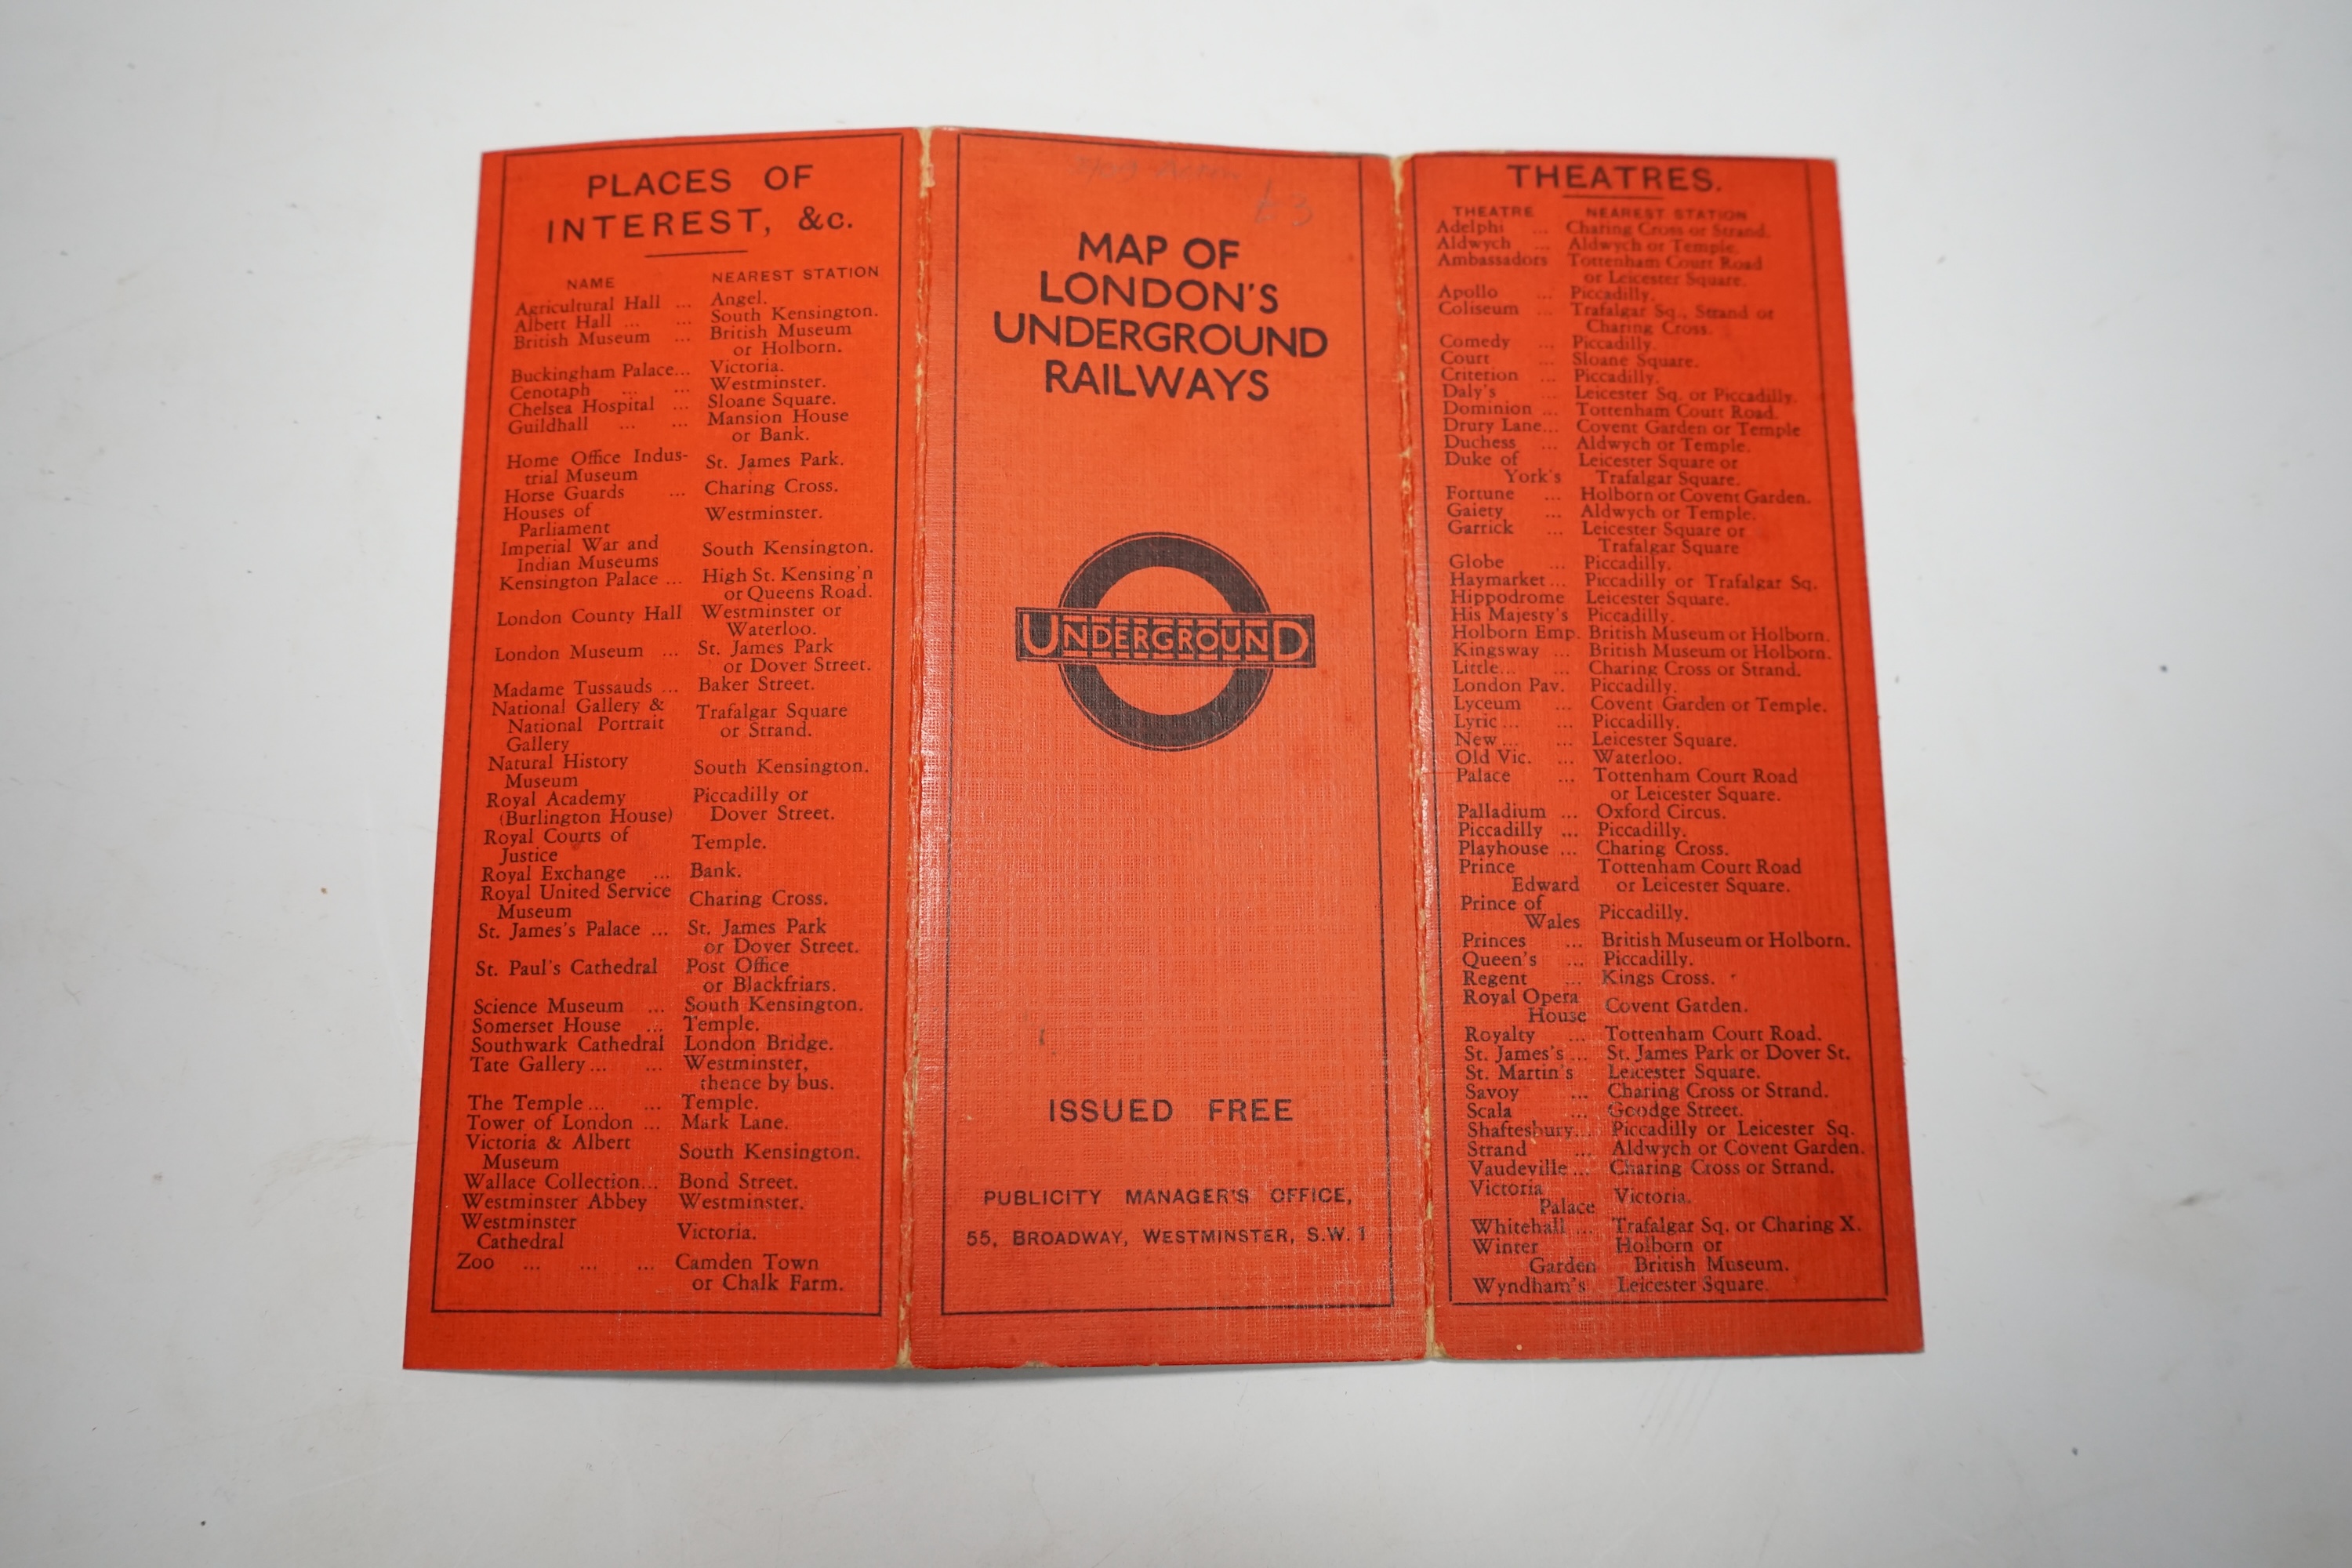 PLACES OF
INTEREST, &c.
NAME NEAREST STATION
Agricultural Hall ... Angel.
Albert Hall ... ... South Kensington.
British Museum ... British Museum
or Holborn.
Buckingham Palace... Victoria.
Cenotaph ... ... Westminster.
Chelsea Hospital ... Sloane Square.
Guildhall ... ... Mansion House
or Bank.
Home Office Indus- St. James Park.
trial Museum
Horse Guards ... Charing Cross.
Houses of Westminster.
Parliament
Imperial War and South Kensington.
Indian Museums
Kensington Palace ... High St. Kensing'n
or Queens Road.
London County Hall Westminster or
Waterloo.
London Museum ... St. James Park
or Dover Street.
Madame Tussauds ... Baker Street.
National Gallery & Trafalgar Square
National Portrait or Strand.
Gallery
Natural History South Kensington.
Museum
Royal Academy Piccadilly or
(Burlington House) Dover Street.
Royal Courts of Temple.
Justice
Royal Exchange ... Bank.
Royal United Service Charing Cross.
Museum
St. James's Palace ... St. James Park
or Dover Street.
St. Paul's Cathedral Post Office
or Blackfriars.
Science Museum ... South Kensington.
Somerset House ... Temple.
Southwark Cathedral London Bridge.
Tate Gallery ... ... Westminster,
thence by bus.
The Temple ... ... Temple.
Tower of London ... Mark Lane.
Victoria & Albert South Kensington.
Museum
Wallace Collection... Bond Street.
Westminster Abbey Westminster.
Westminster Victoria.
Cathedral
Zoo ... ... ... Camden Town
or Chalk Farm.
£3
MAP OF
LONDON'S
UNDERGROUND
RAILWAYS
UNDERGROUND
ISSUED FREE
PUBLICITY MANAGER'S OFFICE,
55, BROADWAY, WESTMINSTER, S.W. 1
THEATRES.
THEATRE NEAREST STATION
Adelphi ... Charing Cross or Strand.
Aldwych ... Aldwych or Temple.
Ambassadors Tottenham Court Road
or Leicester Square.
Apollo ... Piccadilly.
Coliseum ... Trafalgar Sq., Strand or
Charing Cross.
Comedy ... Piccadilly.
Court ... Sloane Square.
Criterion ... Piccadilly.
Daly's ... Leicester Sq. or Piccadilly.
Dominion ... Tottenham Court Road.
Drury Lane... Covent Garden or Temple
Duchess ... Aldwych or Temple.
Duke of Leicester Square or
York's Trafalgar Square.
Fortune ... Holborn or Covent Garden.
Gaiety ... Aldwych or Temple.
Garrick ... Leicester Square or
Trafalgar Square
Globe ... Piccadilly.
Haymarket ... Piccadilly or Trafalgar Sq.
Hippodrome Leicester Square.
His Majesty's Piccadilly.
Holborn Emp. British Museum or Holborn.
Kingsway ... British Museum or Holborn.
Little... ... Charing Cross or Strand.
London Pav. Piccadilly.
Lyceum ... Covent Garden or Temple.
Lyric ... ... Piccadilly.
New ... ... Leicester Square.
Old Vic. ... Waterloo.
Palace ... Tottenham Court Road
or Leicester Square.
Palladium ... Oxford Circus.
Piccadilly ... Piccadilly.
Playhouse ... Charing Cross.
Prince Tottenham Court Road
Edward or Leicester Square.
Prince of Piccadilly.
Wales
Princes ... British Museum or Holborn.
Queen's ... Piccadilly.
Regent ... Kings Cross.
Royal Opera Covent Garden.
House
Royalty ... Tottenham Court Road.
St. James's ... St. James Park or Dover St.
St. Martin's Leicester Square.
Savoy ... Charing Cross or Strand.
Scala ... Goodge Street.
Shaftesbury... Piccadilly or Leicester Sq.
Strand ... Aldwych or Covent Garden.
Vaudeville ... Charing Cross or Strand.
Victoria Victoria.
Palace
Whitehall ... Trafalgar Sq. or Charing X.
Winter Holborn or
Garden British Museum.
Wyndham's Leicester Square.